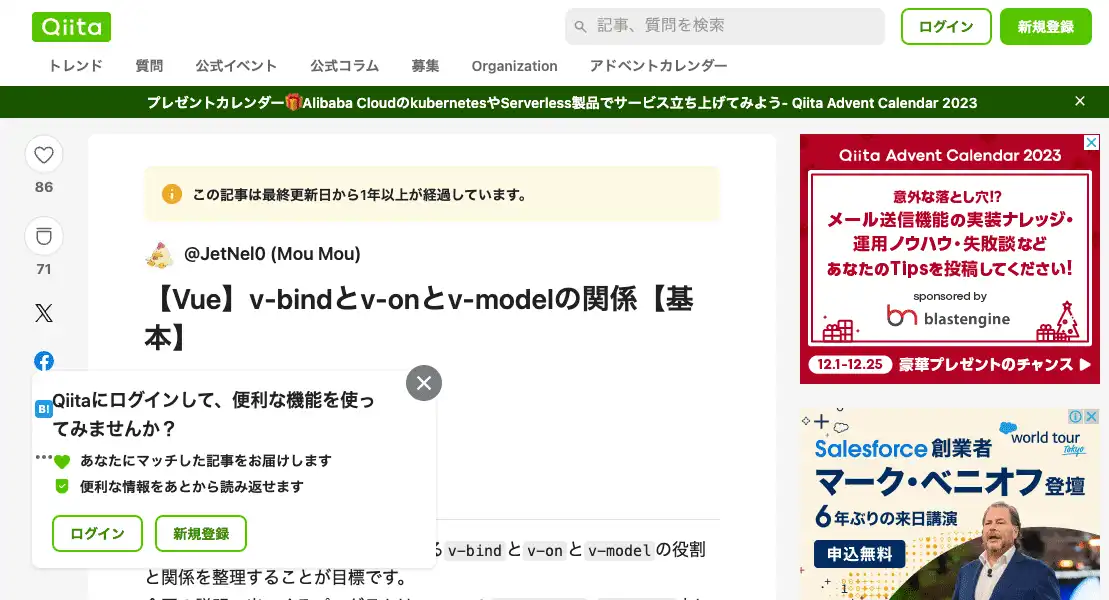 Qiita
記事、質問を検索
ログイン
新規登録
トレンド 質問 公式イベント 公式コラム 募集 Organization アドベントカレンダー
プレゼントカレンダー🎁Alibaba CloudのkubernetesやServerless製品でサービス立ち上げてみよう- Qiita Advent Calendar 2023
86
71
この記事は最終更新日から1年以上が経過しています。
@JetNel0 (Mou Mou)
【Vue】v-bindとv-onとv-modelの関係【基
本】
B!
Qiitaにログインして、便利な機能を使っ
てみませんか？
あなたにマッチした記事をお届けします
便利な情報をあとから読み返せます
ログイン 新規登録
v-bind と v-on と v-model の役割
と関係を整理することが目標です。
Qiita Advent Calendar 2023
意外な落とし穴!?
メール送信機能の実装ナレッジ・
運用ノウハウ・失敗談など
あなたのTipsを投稿してください!
sponsored by
blastengine
12.1-12.25 豪華プレゼントのチャンス
salesforce
world tour
Tokyo
Salesforce 創業者
マーク・ベニオフ登壇
6年ぶりの来日講演
申込無料